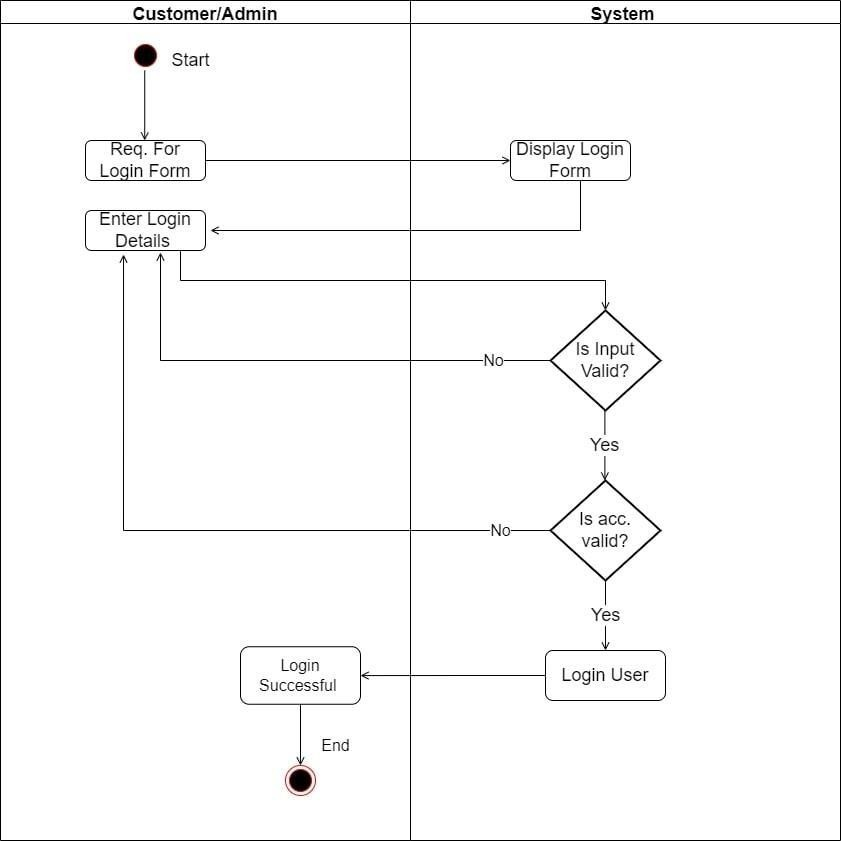 Customer/Admin
System
Start
Req. For
Login Form
Display Login
Form
Enter Login
Details
Is Input
Valid?
No
Yes
Is acc.
valid?
No
Yes
Login
Successful
Login User
End